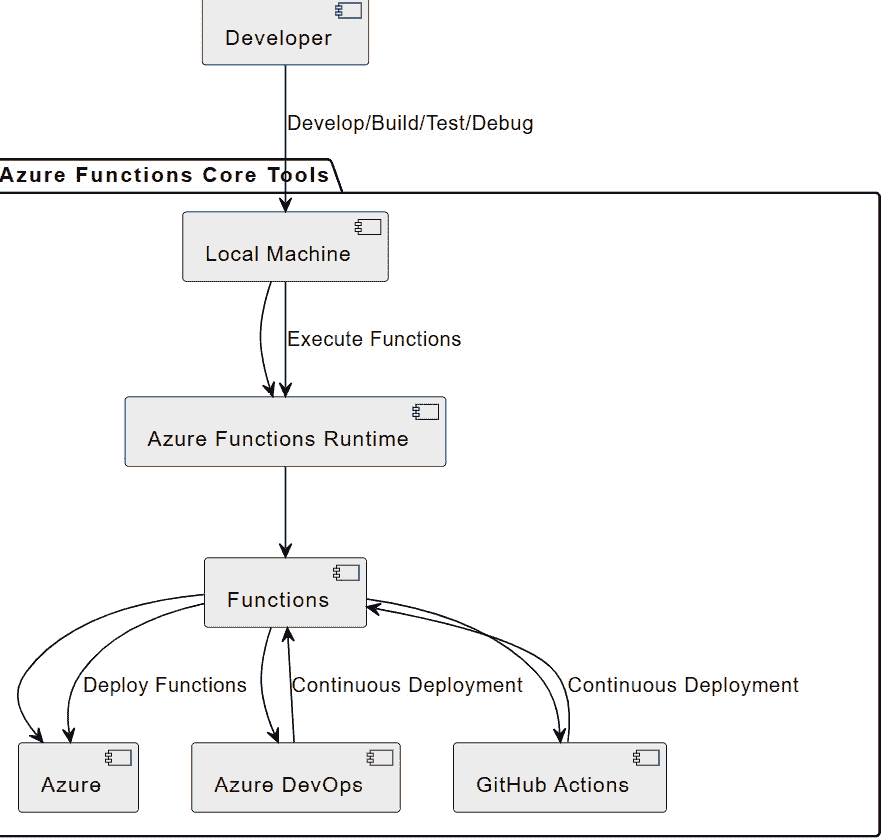 Developer
Develop/Build/Test/Debug
Azure Functions Core Tools
Local Machine
Execute Functions
Azure Functions Runtime
Functions
Deploy Functions
Continuous Deployment
Continuous Deployment
Azure
Azure DevOps
GitHub Actions